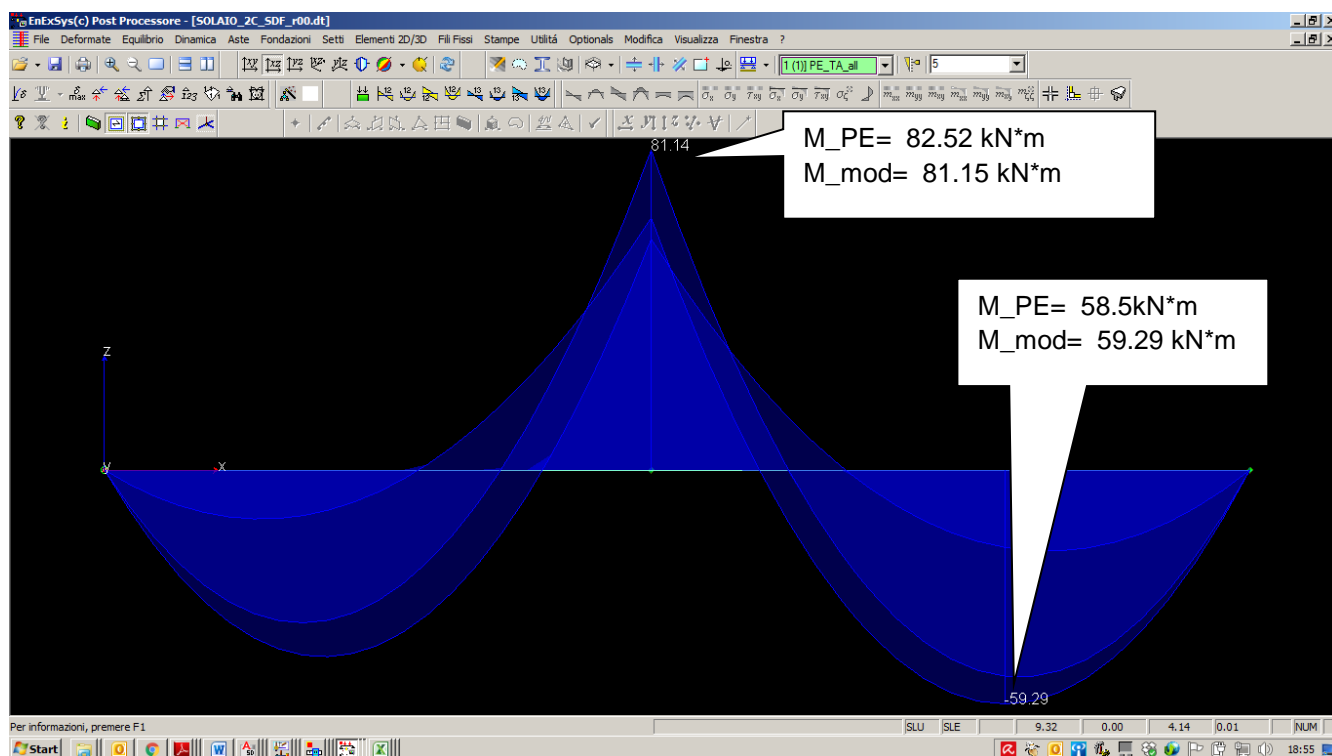 EnExSys(c) Post Processore - [SOLAIO_2C_SDF_r00.dt]
File Deformate Equilibrio Dinamica Aste Fondazioni Setti Elementi 2D/3D Fili Fissi Stampe Utilitá Optionals Modifica Visualizza Finestra ?
1 (1)] PE_TA_all 5
81.14
M_PE= 82.52 kN*m
M_mod= 81.15 kN*m
M_PE= 58.5kN*m
M_mod= 59.29 kN*m
Z
Y X
-59.29
Per informazioni, premere F1 SLU SLE 9.32 0.00 4.14 0.01 NUM
Start 18:55